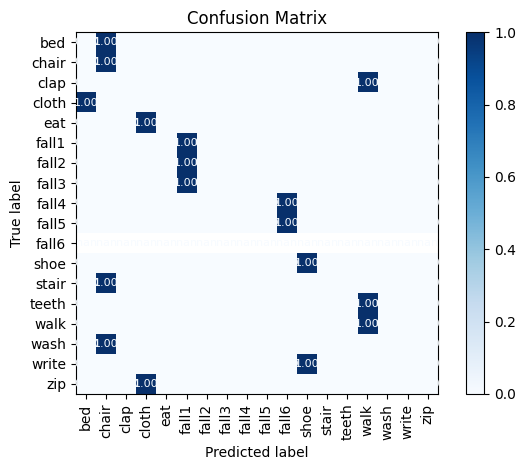 Confusion Matrix
True label
bed 1.00
chair 1.00
clap 1.00
cloth 1.00
eat 1.00
fall1 1.00
fall2 1.00
fall3 1.00
fall4 1.00
fall5 1.00
fall6
shoe 1.00
stair 1.00
teeth 1.00
walk 1.00
wash 1.00
write 1.00
zip 1.00
bed chair clap cloth eat fall1 fall2 fall3 fall4 fall5 fall6 shoe stair teeth walk wash write zip
Predicted label
1.0
0.8
0.6
0.4
0.2
0.0